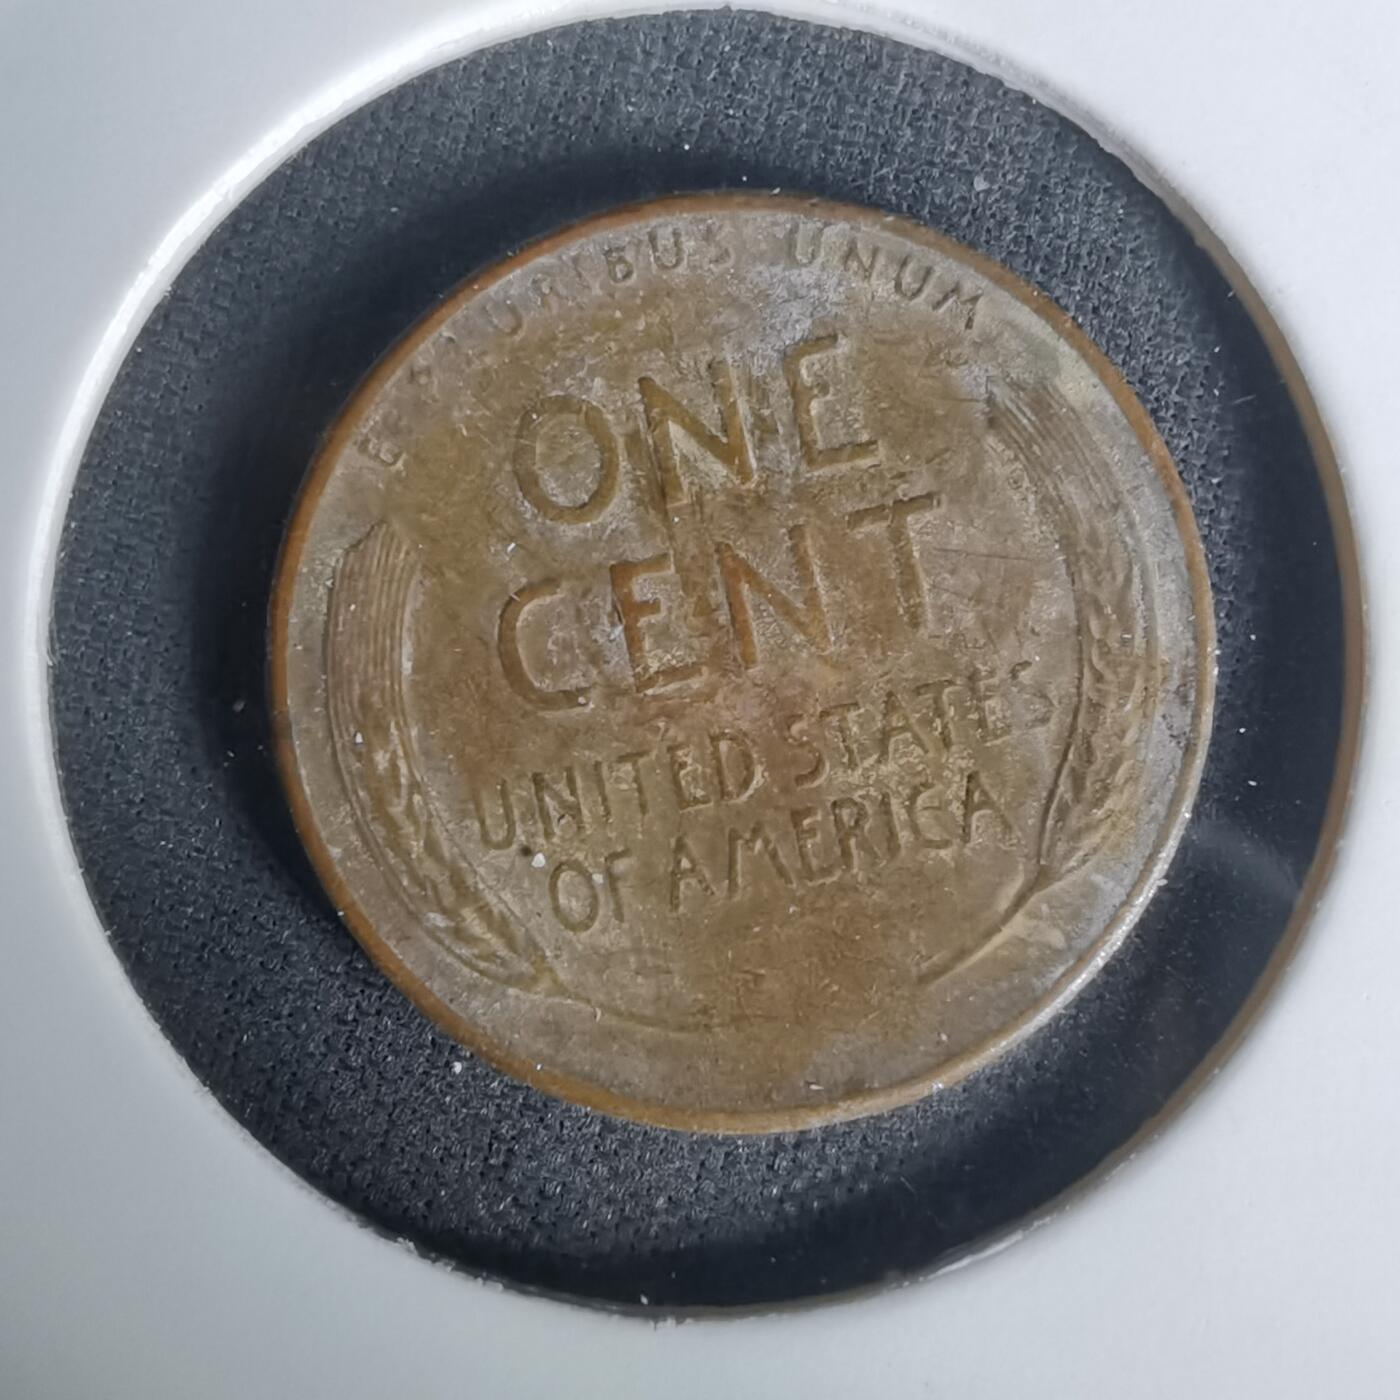 E PLURIBUS UNUM
ONE
CENT
UNITED STATES
OF AMERICA